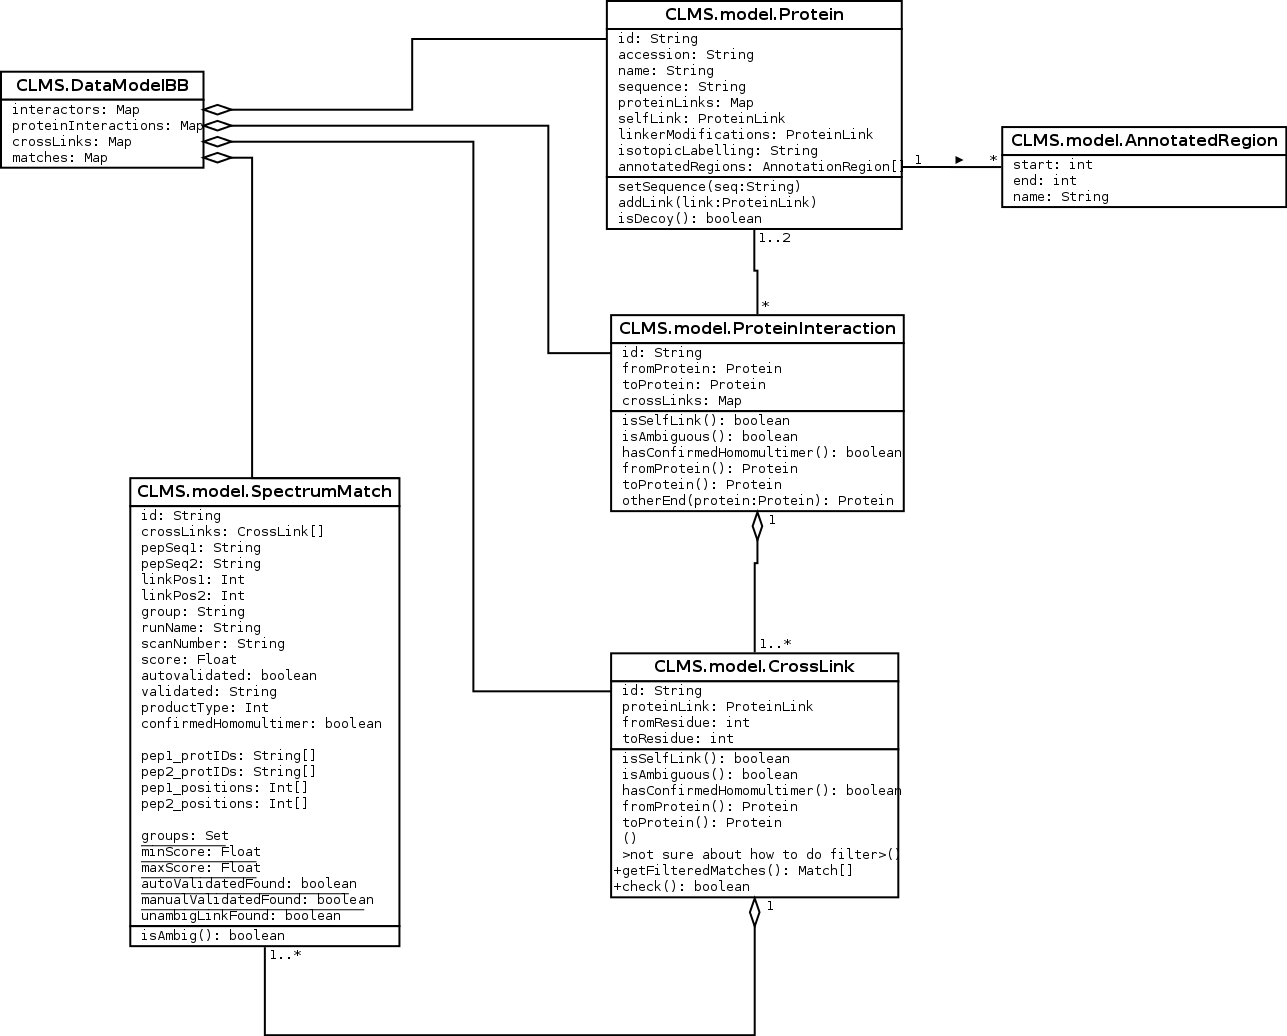 CLMS.model.Protein
id: String
accession: String
name: String
sequence: String
proteinLinks: Map
selfLink: ProteinLink
linkerModifications: ProteinLink
isotopicLabelling: String
annotatedRegions: AnnotationRegion[]
setSequence(seq:String)
addLink(link:ProteinLink)
isDecoy(): boolean
CLMS.DataModelBB
interactors: Map
proteinInteractions: Map
crossLinks: Map
matches: Map
1
*
CLMS.model.AnnotatedRegion
start: int
end: int
name: String
1..2
*
CLMS.model.ProteinInteraction
id: String
fromProtein: Protein
toProtein: Protein
crossLinks: Map
isSelfLink(): boolean
isAmbiguous(): boolean
hasConfirmedHomomultimer(): boolean
fromProtein(): Protein
toProtein(): Protein
otherEnd(protein:Protein): Protein
1
1..*
CLMS.model.SpectrumMatch
id: String
crossLinks: CrossLink[]
pepSeq1: String
pepSeq2: String
linkPos1: Int
linkPos2: Int
group: String
runName: String
scanNumber: String
score: Float
autovalidated: boolean
validated: String
productType: Int
confirmedHomomultimer: boolean
pep1_protIDs: String[]
pep2_protIDs: String[]
pep1_positions: Int[]
pep2_positions: Int[]
groups: Set
minScore: Float
maxScore: Float
autoValidatedFound: boolean
manualValidatedFound: boolean
unambigLinkFound: boolean
isAmbig(): boolean
1..*
CLMS.model.CrossLink
id: String
proteinLink: ProteinLink
fromResidue: int
toResidue: int
isSelfLink(): boolean
isAmbiguous(): boolean
hasConfirmedHomomultimer(): boolean
fromProtein(): Protein
toProtein(): Protein
()
>not sure about how to do filter>()
+getFilteredMatches(): Match[]
+check(): boolean
1